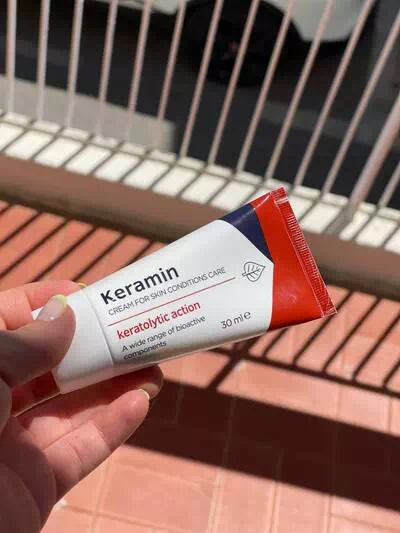 Keramin
CREAM FOR SKIN CONDITIONS CARE
keratolytic action
A wide range of bioactive
components
30 ml e